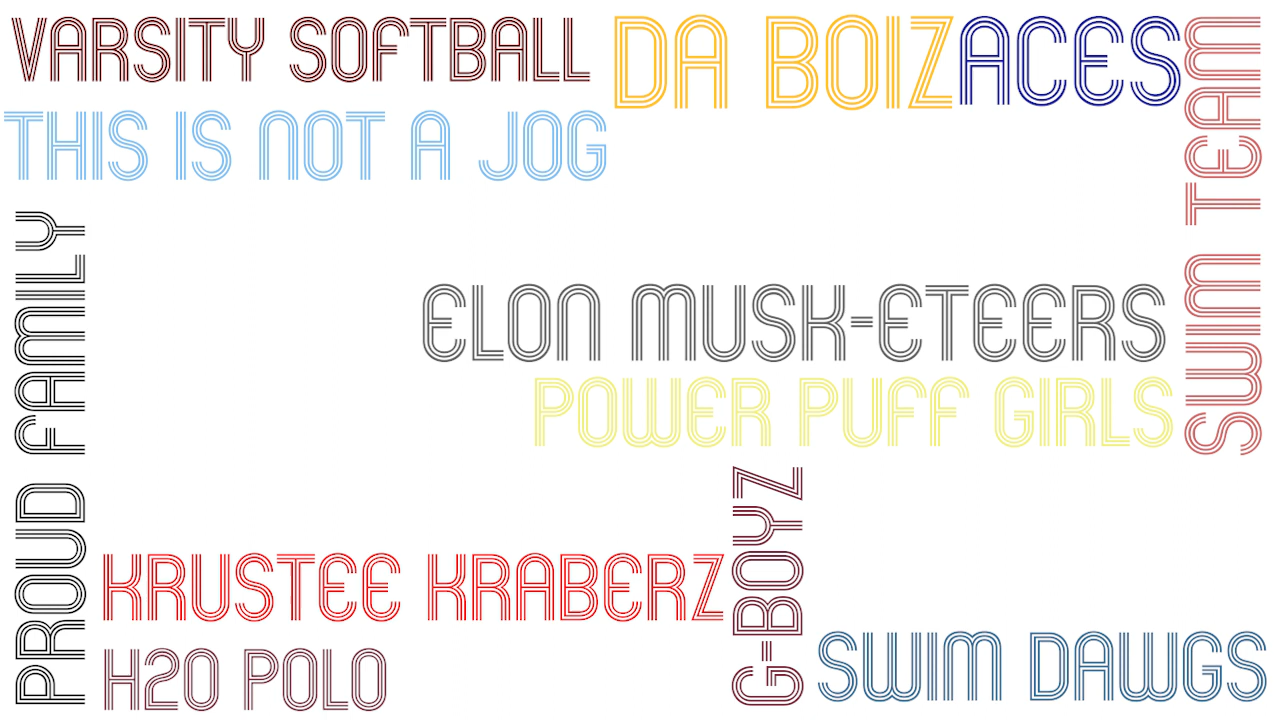 VARSITY SOFTBALL
DA BOIZ
ACES
SWIM TEAM
THIS IS NOT A JOG
PROUD FAMILY
ELON MUSK-ETEERS
POWER PUFF GIRLS
G-BOYZ
KRUSTEE KRABERZ
SWIM DAWGS
H2O POLO